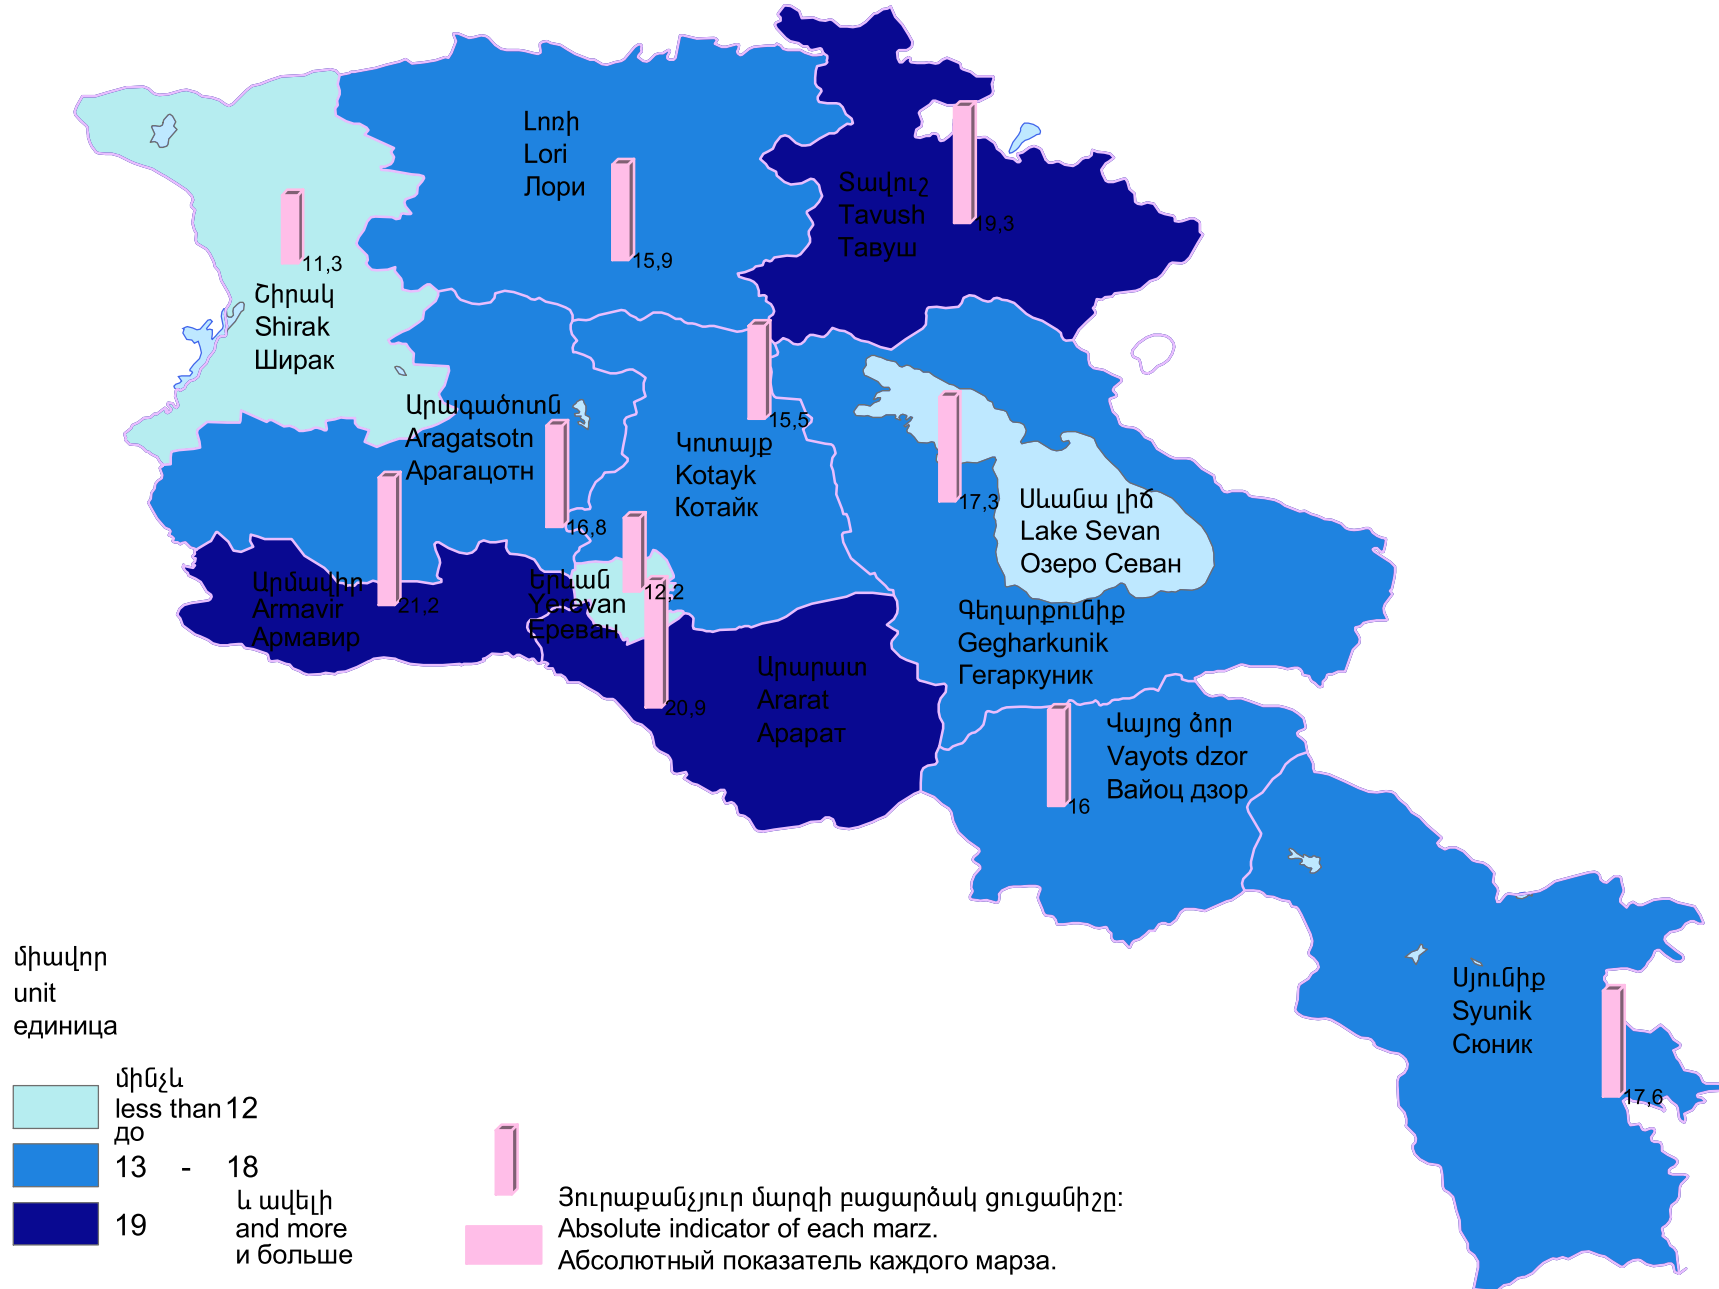 Լոռի
Lori
Лори
15,9
Տավուշ
Tavush
Тавуш
19,3
11,3
Շիրակ
Shirak
Ширак
Արագածոտն
Aragatsotn
Арагацотн
16,8
15,5
Կոտայք
Kotayk
Котайк
17,3
Սևանա լիճ
Lake Sevan
Озеро Севан
Արմավիր
Armavir
Армавир
21,2
Երևան
Yerevan
Ереван
12,2
Գեղարքունիք
Gegharkunik
Гегаркуник
Արարատ
Ararat
Арарат
20,9
Վայոց ձոր
Vayots dzor
Вайоц дзор
16
Սյունիք
Syunik
Сюник
17,6
միավոր
unit
единица
մինչև
less than 12
до
13 - 18
19
և ավելի
and more
и больше
Յուրաքանչյուր մարզի բացարձակ ցուցանիշը:
Absolute indicator of each marz.
Абсолютный показатель каждого марза.